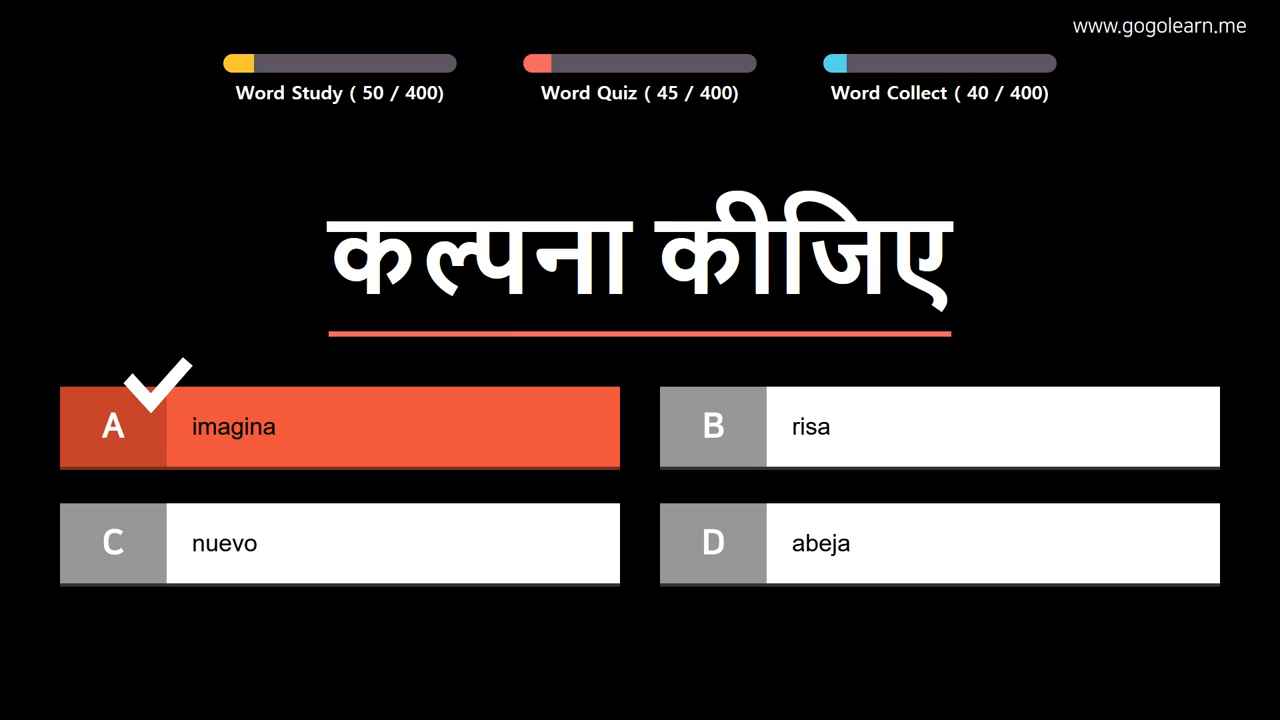 www.gogolearn.me
Word Study ( 50 / 400)
Word Quiz ( 45 / 400)
Word Collect ( 40 / 400)
कल्पना कीजिए
A imagina
B risa
C nuevo
D abeja